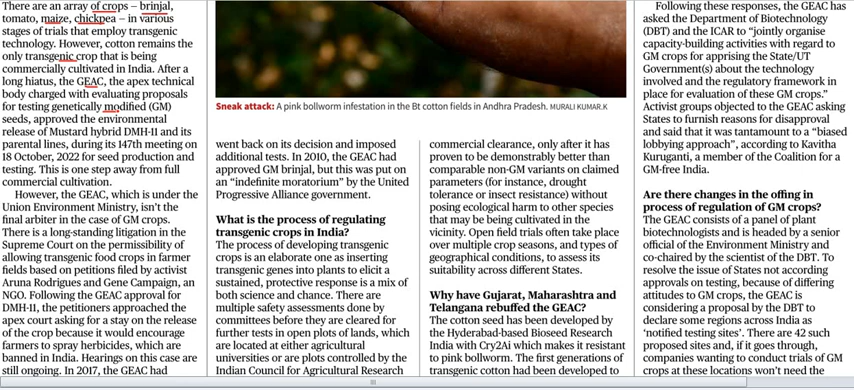 There are an array of crops — brinjal,
tomato, maize, chickpea — in various
stages of trials that employ transgenic
technology. However, cotton remains the
only transgenic crop that is being
commercially cultivated in India. After a
long hiatus, the GEAC, the apex technical
body charged with evaluating proposals
for testing genetically modified (GM)
seeds, approved the environmental
release of Mustard hybrid DMH-11 and its
parental lines, during its 147th meeting on
18 October, 2022 for seed production and
testing. This is one step away from full
commercial cultivation.
However, the GEAC, which is under the
Union Environment Ministry, isn't the
final arbiter in the case of GM crops.
There is a long-standing litigation in the
Supreme Court on the permissibility of
allowing transgenic food crops in farmer
fields based on petitions filed by activist
Aruna Rodrigues and Gene Campaign, an
NGO. Following the GEAC approval for
DMH-11, the petitioners approached the
apex court asking for a stay on the release
of the crop because it would encourage
farmers to spray herbicides, which are
banned in India. Hearings on this case are
still ongoing. In 2017, the GEAC had
Sneak attack: A pink bollworm infestation in the Bt cotton fields in Andhra Pradesh. MURALI KUMAR.K
went back on its decision and imposed
additional tests. In 2010, the GEAC had
approved GM brinjal, but this was put on
an “indefinite moratorium” by the United
Progressive Alliance government.
What is the process of regulating
transgenic crops in India?
The process of developing transgenic
crops is an elaborate one as inserting
transgenic genes into plants to elicit a
sustained, protective response is a mix of
both science and chance. There are
multiple safety assessments done by
committees before they are cleared for
further tests in open plots of lands, which
are located at either agricultural
universities or are plots controlled by the
Indian Council for Agricultural Research
commercial clearance, only after it has
proven to be demonstrably better than
comparable non-GM variants on claimed
parameters (for instance, drought
tolerance or insect resistance) without
posing ecological harm to other species
that may be being cultivated in the
vicinity. Open field trials often take place
over multiple crop seasons, and types of
geographical conditions, to assess its
suitability across different States.
Why have Gujarat, Maharashtra and
Telangana rebuffed the GEAC?
The cotton seed has been developed by
the Hyderabad-based Bioseed Research
India with Cry2Ai which makes it resistant
to pink bollworm. The first generations of
transgenic cotton had been developed to
Following these responses, the GEAC has
asked the Department of Biotechnology
(DBT) and the ICAR to “jointly organise
capacity-building activities with regard to
GM crops for apprising the State/UT
Government(s) about the technology
involved and the regulatory framework in
place for evaluation of these GM crops.”
Activist groups objected to the GEAC asking
States to furnish reasons for disapproval
and said that it was tantamount to a “biased
lobbying approach”, according to Kavitha
Kuruganti, a member of the Coalition for a
GM-free India.
Are there changes in the offing in
process of regulation of GM crops?
The GEAC consists of a panel of plant
biotechnologists and is headed by a senior
official of the Environment Ministry and
co-chaired by the scientist of the DBT. To
resolve the issue of States not according
approvals on testing, because of differing
attitudes to GM crops, the GEAC is
considering a proposal by the DBT to
declare some regions across India as
‘notified testing sites’. There are 42 such
proposed sites and, if it goes through,
companies wanting to conduct trials of GM
crops at these locations won't need the